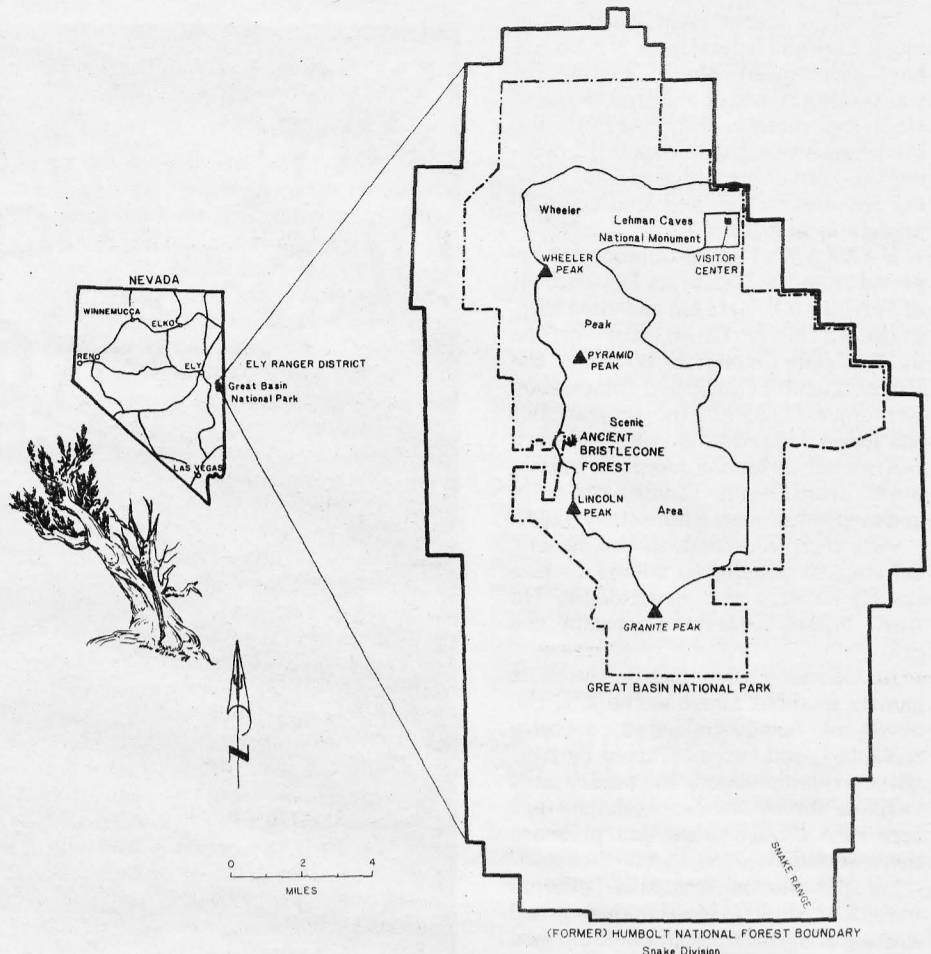 NEVADA
WINNEMUCCA
ELKO
RENO
ELY
LAS VEGAS
ELY RANGER DISTRICT
Great Basin
National Park
N
0 2 4
MILES
Wheeler
Lehman Caves
National Monument
VISITOR
CENTER
WHEELER
PEAK
Peak
PYRAMID
PEAK
Scenic
ANCIENT
BRISTLECONE
FOREST
LINCOLN
PEAK
Area
GRANITE PEAK
GREAT BASIN NATIONAL PARK
SNAKE RANGE
(FORMER) HUMBOLT NATIONAL FOREST BOUNDARY
Snake Division